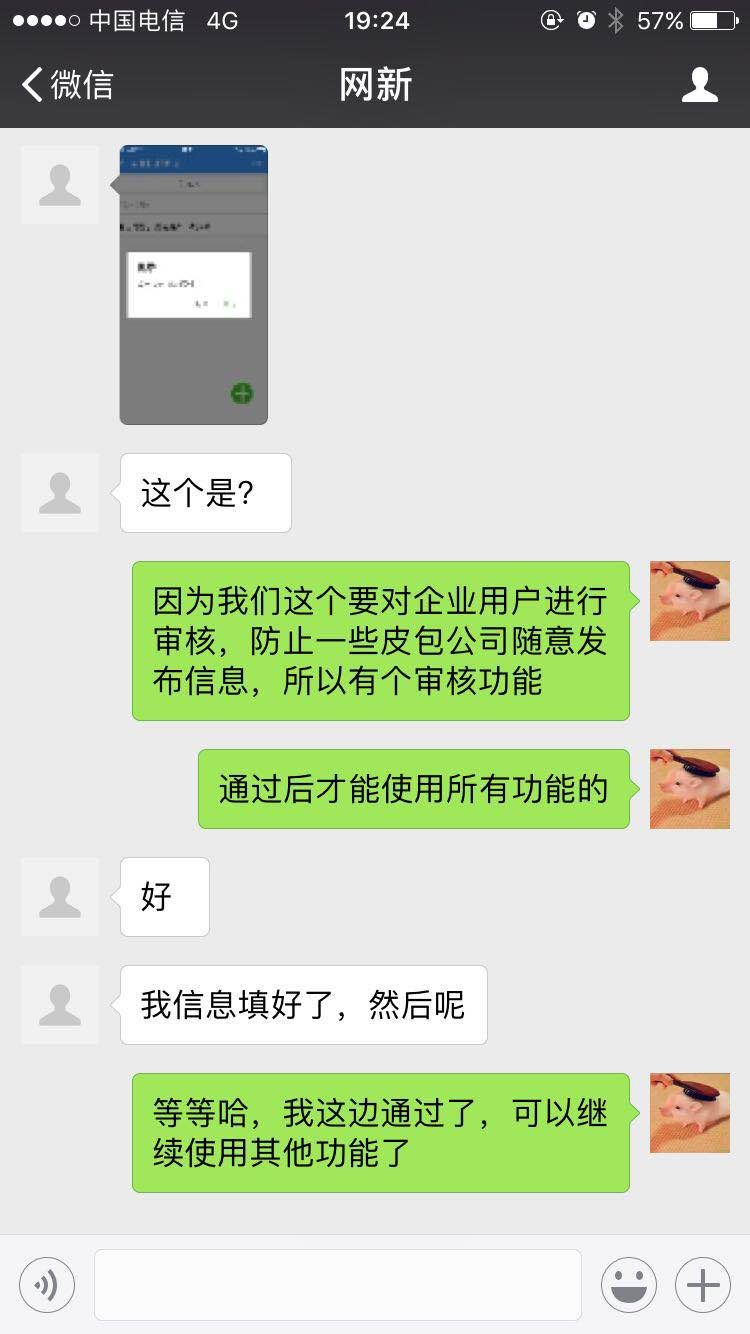 中国电信 4G 19:24 57%
微信 网新
这个是?
因为我们这个要对企业用户进行
审核，防止一些皮包公司随意发
布信息，所以有个审核功能
通过后才能使用所有功能的
好
我信息填好了，然后呢
等等哈，我这边通过了，可以继
续使用其他功能了